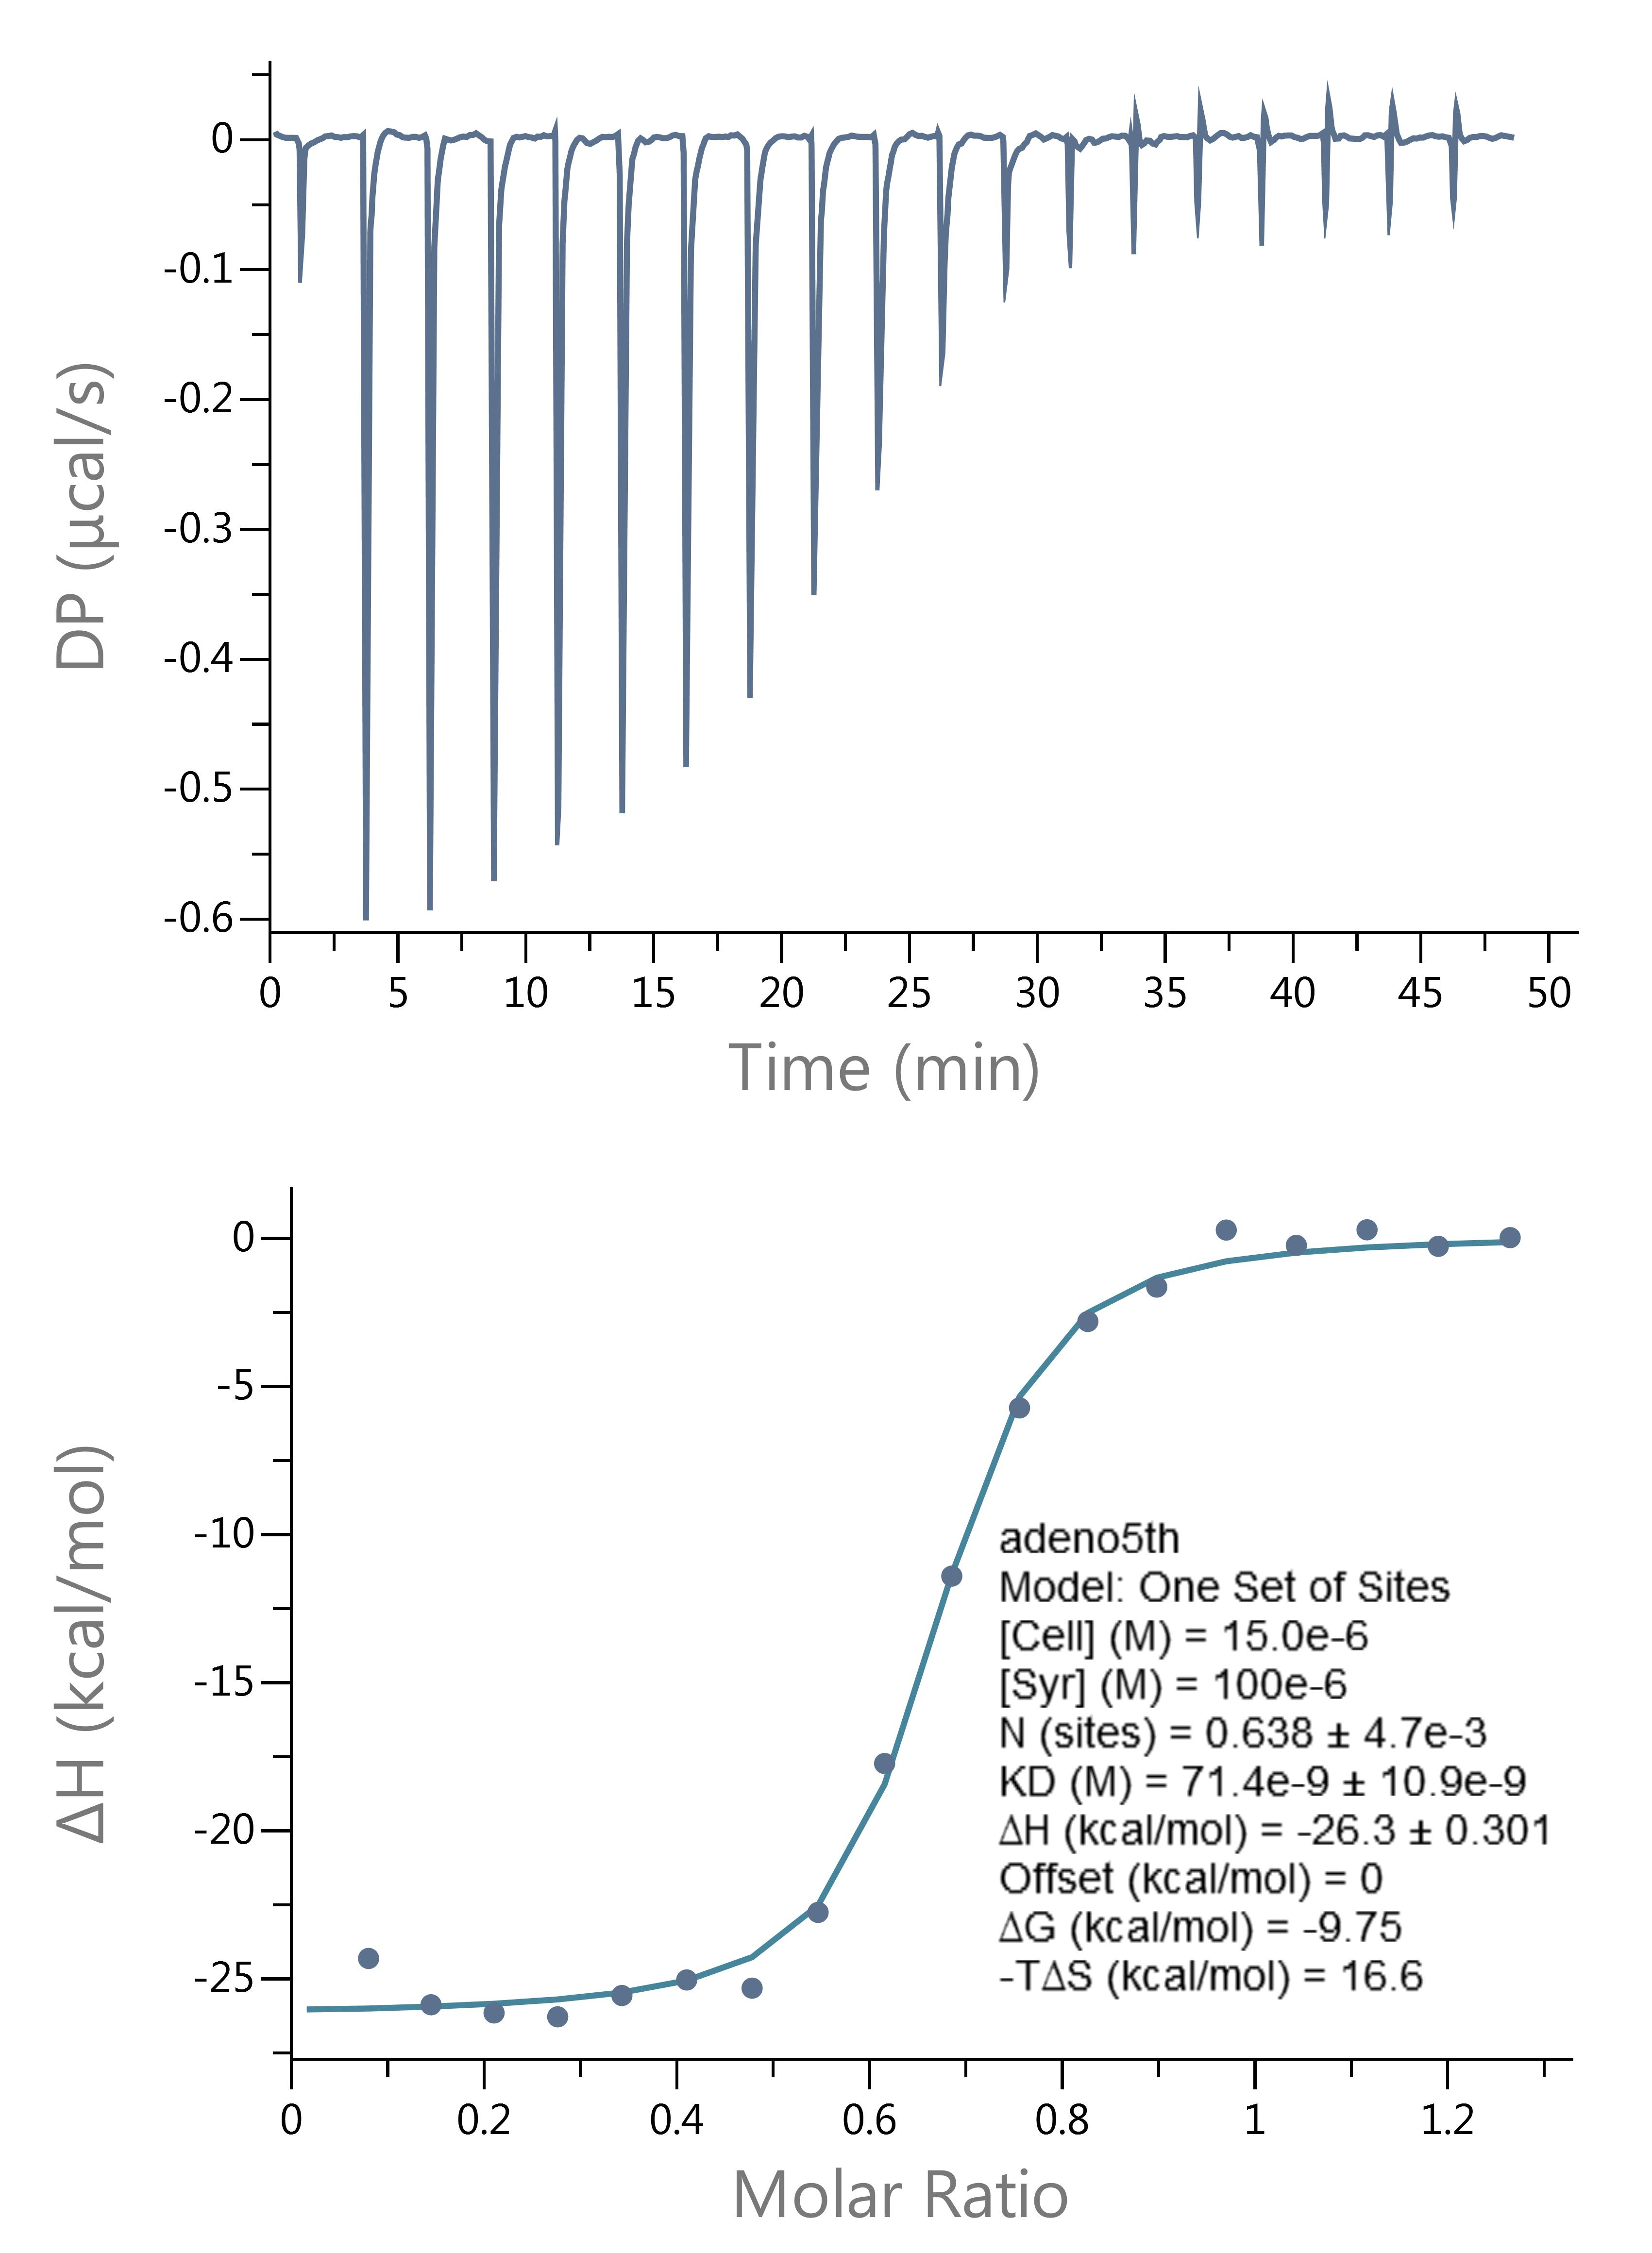 0
-0.1
-0.2
-0.3
-0.4
-0.5
-0.6
DP (µcal/s)
0 5 10 15 20 25 30 35 40 45 50
Time (min)
0
-5
-10
-15
-20
-25
ΔH (kcal/mol)
adeno5th
Model: One Set of Sites
[Cell] (M) = 15.0e-6
[Syr] (M) = 100e-6
N (sites) = 0.638 ± 4.7e-3
KD (M) = 71.4e-9 ± 10.9e-9
ΔH (kcal/mol) = -26.3 ± 0.301
Offset (kcal/mol) = 0
ΔG (kcal/mol) = -9.75
-TΔS (kcal/mol) = 16.6
0 0.2 0.4 0.6 0.8 1 1.2
Molar Ratio